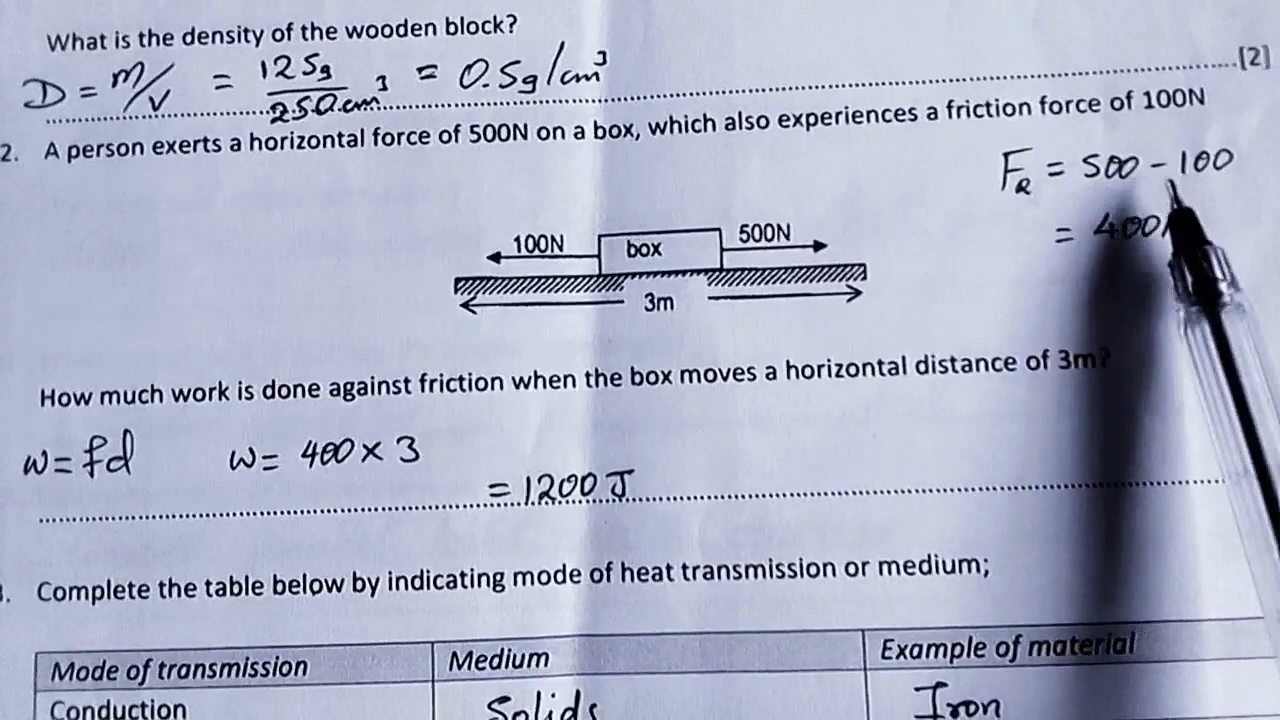 What is the density of the wooden block?
D = m/v = 125g/250cm³ = 0.5g/cm³
[2]
2. A person exerts a horizontal force of 500N on a box, which also experiences a friction force of 100N
F_R = 500 - 100
= 400
100N box 500N
3m
How much work is done against friction when the box moves a horizontal distance of 3m?
w = fd w = 400 × 3
= 1200 J
Complete the table below by indicating mode of heat transmission or medium;
Mode of transmission Medium Example of material
Conduction Solids Iron